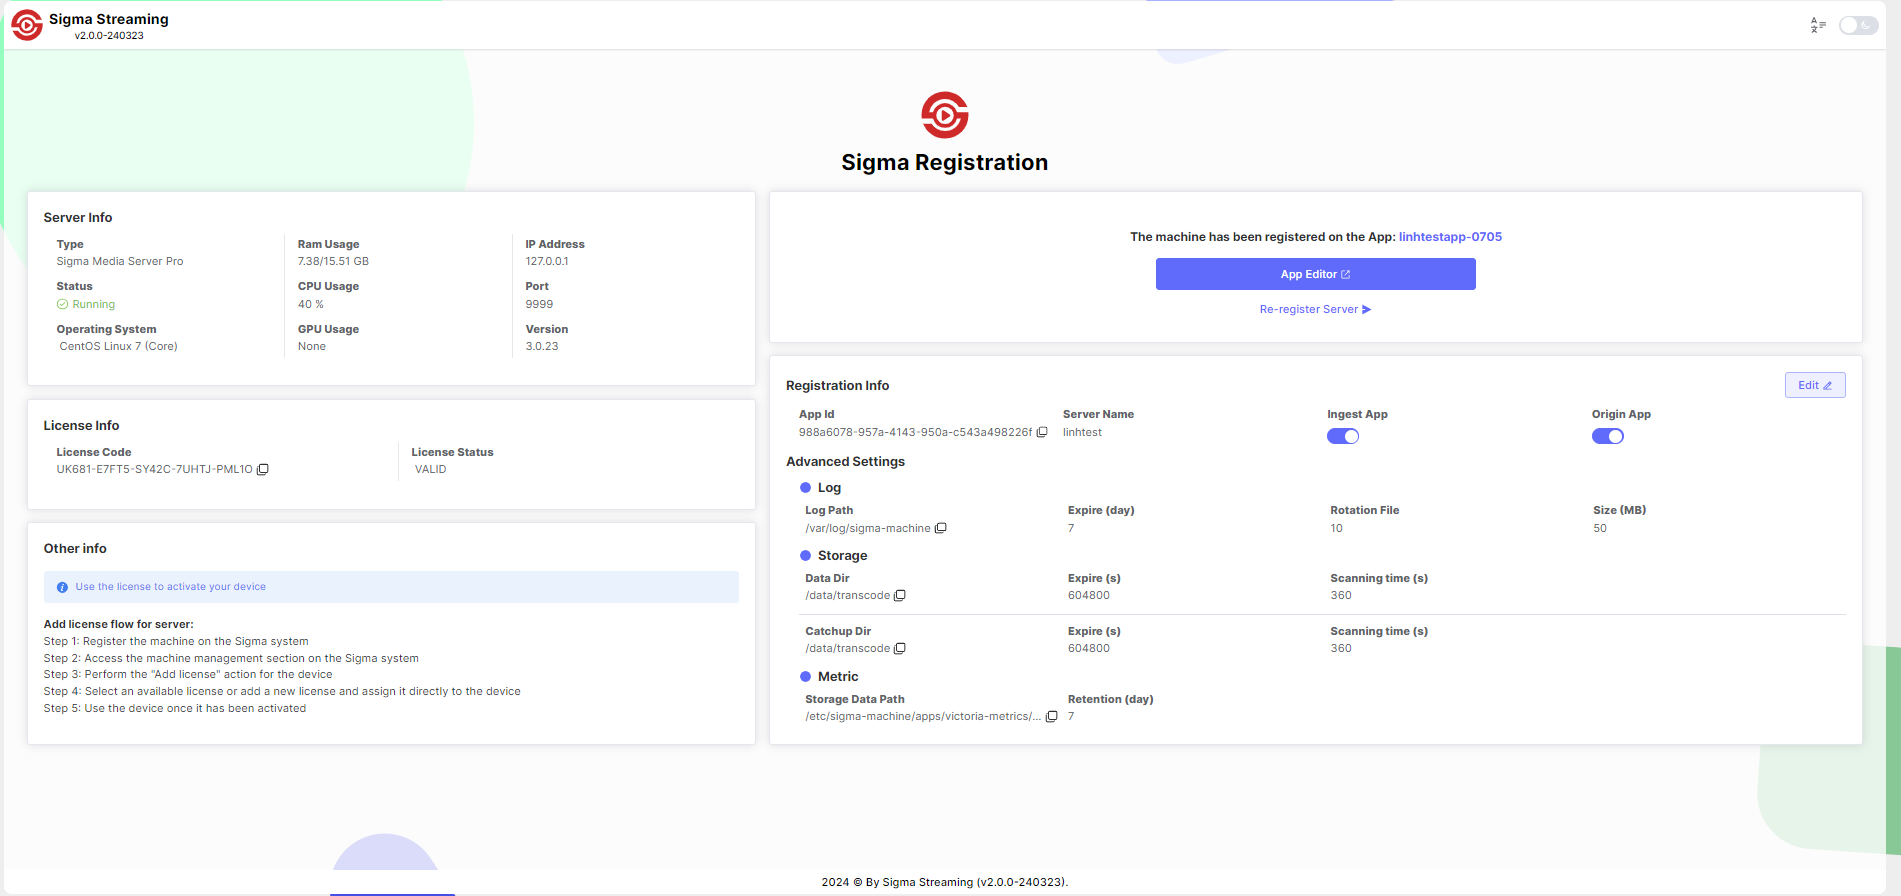 Sigma Streaming
v2.0.0-240323
Sigma Registration
Server Info
Type
Sigma Media Server Pro
Status
Running
Operating System
CentOS Linux 7 (Core)
Ram Usage
7.38/15.51 GB
CPU Usage
40 %
GPU Usage
None
IP Address
127.0.0.1
Port
9999
Version
3.0.23
License Info
License Code
UK681-E7FT5-SY42C-7UHTJ-PML1O
License Status
VALID
Other info
Use the license to activate your device
Add license flow for server:
Step 1: Register the machine on the Sigma system
Step 2: Access the machine management section on the Sigma system
Step 3: Perform the "Add license" action for the device
Step 4: Select an available license or add a new license and assign it directly to the device
Step 5: Use the device once it has been activated
The machine has been registered on the App: linhtestapp-0705
App Editor
Re-register Server
Registration Info
Edit
App Id
988a6078-957a-4143-950a-c543a498226f
Server Name
linhtest
Ingest App
Origin App
Advanced Settings
Log
Log Path
/var/log/sigma-machine
Expire (day)
7
Rotation File
10
Size (MB)
50
Storage
Data Dir
/data/transcode
Expire (s)
604800
Scanning time (s)
360
Catchup Dir
/data/transcode
Expire (s)
604800
Scanning time (s)
360
Metric
Storage Data Path
/etc/sigma-machine/apps/victoria-metrics/...
Retention (day)
7
2024 © By Sigma Streaming (v2.0.0-240323).